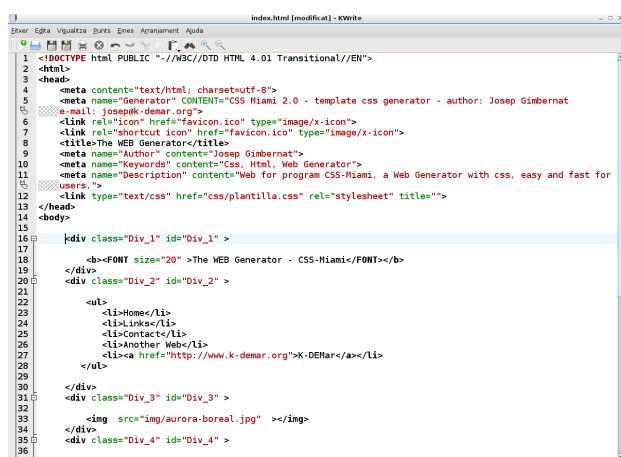 index.html [modificat] - KWrite
Fitxer Edita Visualitza Punts Eines Arranjament Ajuda
1 <!DOCTYPE html PUBLIC "-//W3C//DTD HTML 4.01 Transitional//EN">
2 <html>
3 <head>
4 <meta content="text/html; charset=utf-8">
5 <meta name="Generator" CONTENT="CSS Miami 2.0 - template css generator - author: Josep Gimbernat
e-mail: josep@k-demar.org">
6 <link rel="icon" href="favicon.ico" type="image/x-icon">
7 <link rel="shortcut icon" href="favicon.ico" type="image/x-icon">
8 <title>The WEB Generator</title>
9 <meta name="Author" content="Josep Gimbernat">
10 <meta name="Keywords" content="Css, Html, Web Generator">
11 <meta name="Description" content="Web for program CSS-Miami, a Web Generator with css, easy and fast for
users.">
12 <link type="text/css" href="css/plantilla.css" rel="stylesheet" title="">
13 </head>
14 <body>
15
16 <div class="Div_1" id="Div_1" >
17
18 <b><FONT size="20" >The WEB Generator - CSS-Miami</FONT></b>
19 </div>
20 <div class="Div_2" id="Div_2" >
21
22 <ul>
23 <li>Home</li>
24 <li>Links</li>
25 <li>Contact</li>
26 <li>Another Web</li>
27 <li><a href="http://www.k-demar.org">K-DEMar</a></li>
28 </ul>
29
30 </div>
31 <div class="Div_3" id="Div_3" >
32
33 <img  src="img/aurora-boreal.jpg"  ></img>
34 </div>
35 <div class="Div_4" id="Div_4" >
36